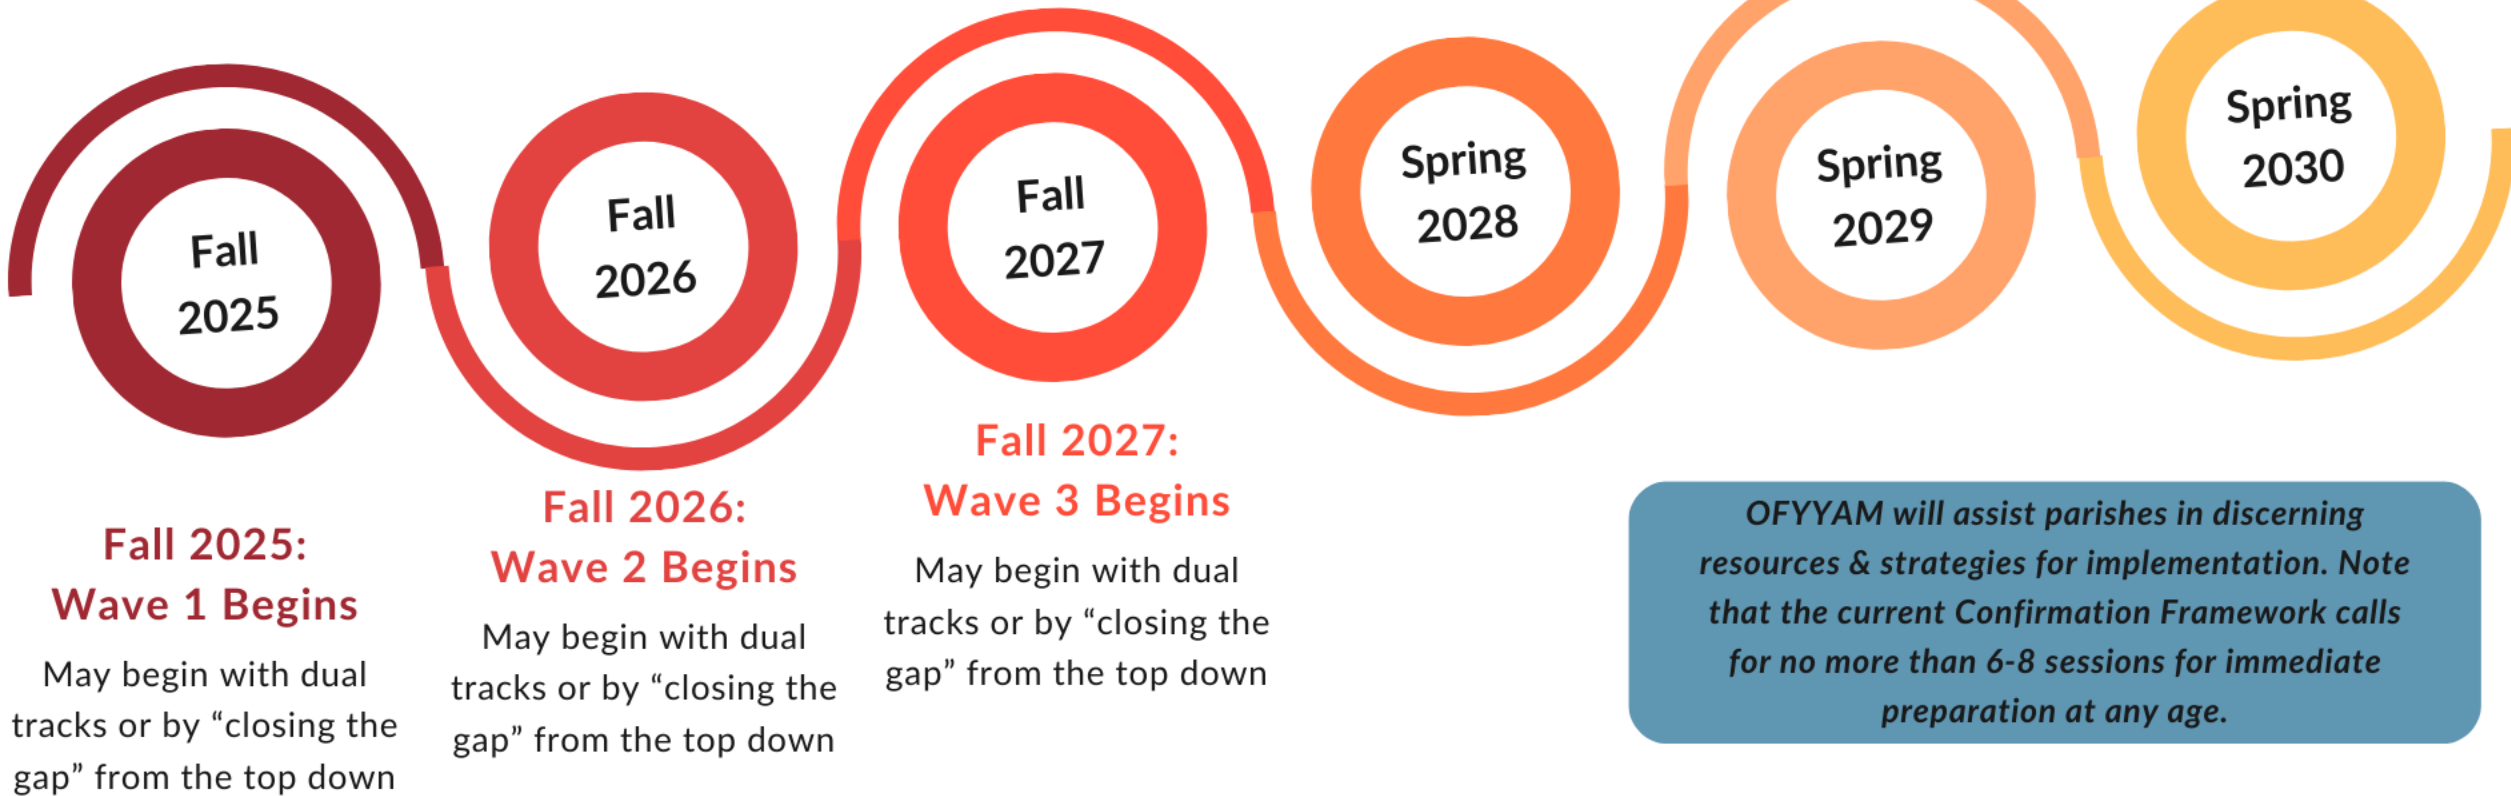 Fall
2025
Fall
2026
Fall
2027
Spring
2028
Spring
2029
Spring
2030
Fall 2025:
Wave 1 Begins
May begin with dual
tracks or by “closing the
gap” from the top down
Fall 2026:
Wave 2 Begins
May begin with dual
tracks or by “closing the
gap” from the top down
Fall 2027:
Wave 3 Begins
May begin with dual
tracks or by “closing the
gap” from the top down
OFYYAM will assist parishes in discerning
resources & strategies for implementation. Note
that the current Confirmation Framework calls
for no more than 6-8 sessions for immediate
preparation at any age.